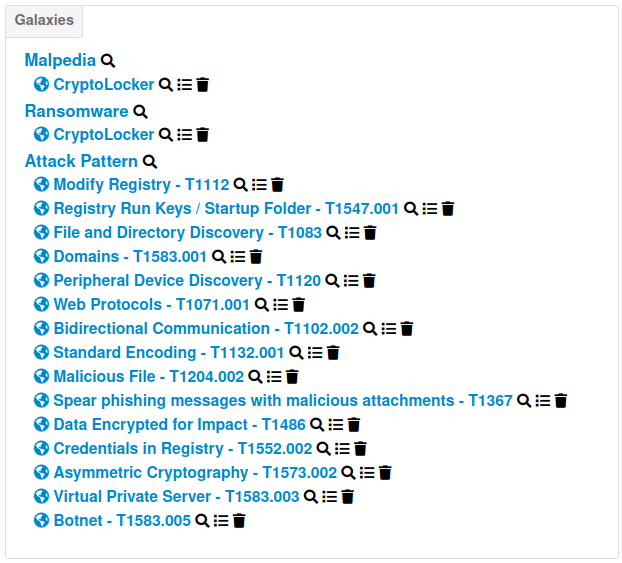 Galaxies
Malpedia
CryptoLocker
Ransomware
CryptoLocker
Attack Pattern
Modify Registry - T1112
Registry Run Keys / Startup Folder - T1547.001
File and Directory Discovery - T1083
Domains - T1583.001
Peripheral Device Discovery - T1120
Web Protocols - T1071.001
Bidirectional Communication - T1102.002
Standard Encoding - T1132.001
Malicious File - T1204.002
Spear phishing messages with malicious attachments - T1367
Data Encrypted for Impact - T1486
Credentials in Registry - T1552.002
Asymmetric Cryptography - T1573.002
Virtual Private Server - T1583.003
Botnet - T1583.005